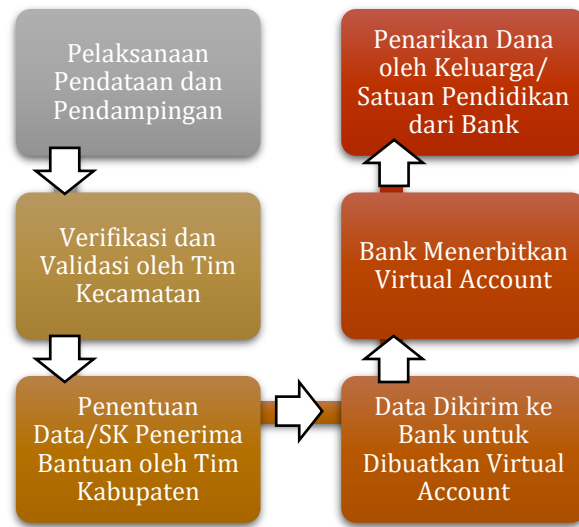 Pelaksanaan
Pendataan dan
Pendampingan
Verifikasi dan
Validasi oleh Tim
Kecamatan
Penentuan
Data/SK Penerima
Bantuan oleh Tim
Kabupaten
Data Dikirim ke
Bank untuk
Dibuatkan Virtual
Account
Bank Menerbitkan
Virtual Account
Penarikan Dana
oleh Keluarga/
Satuan Pendidikan
dari Bank